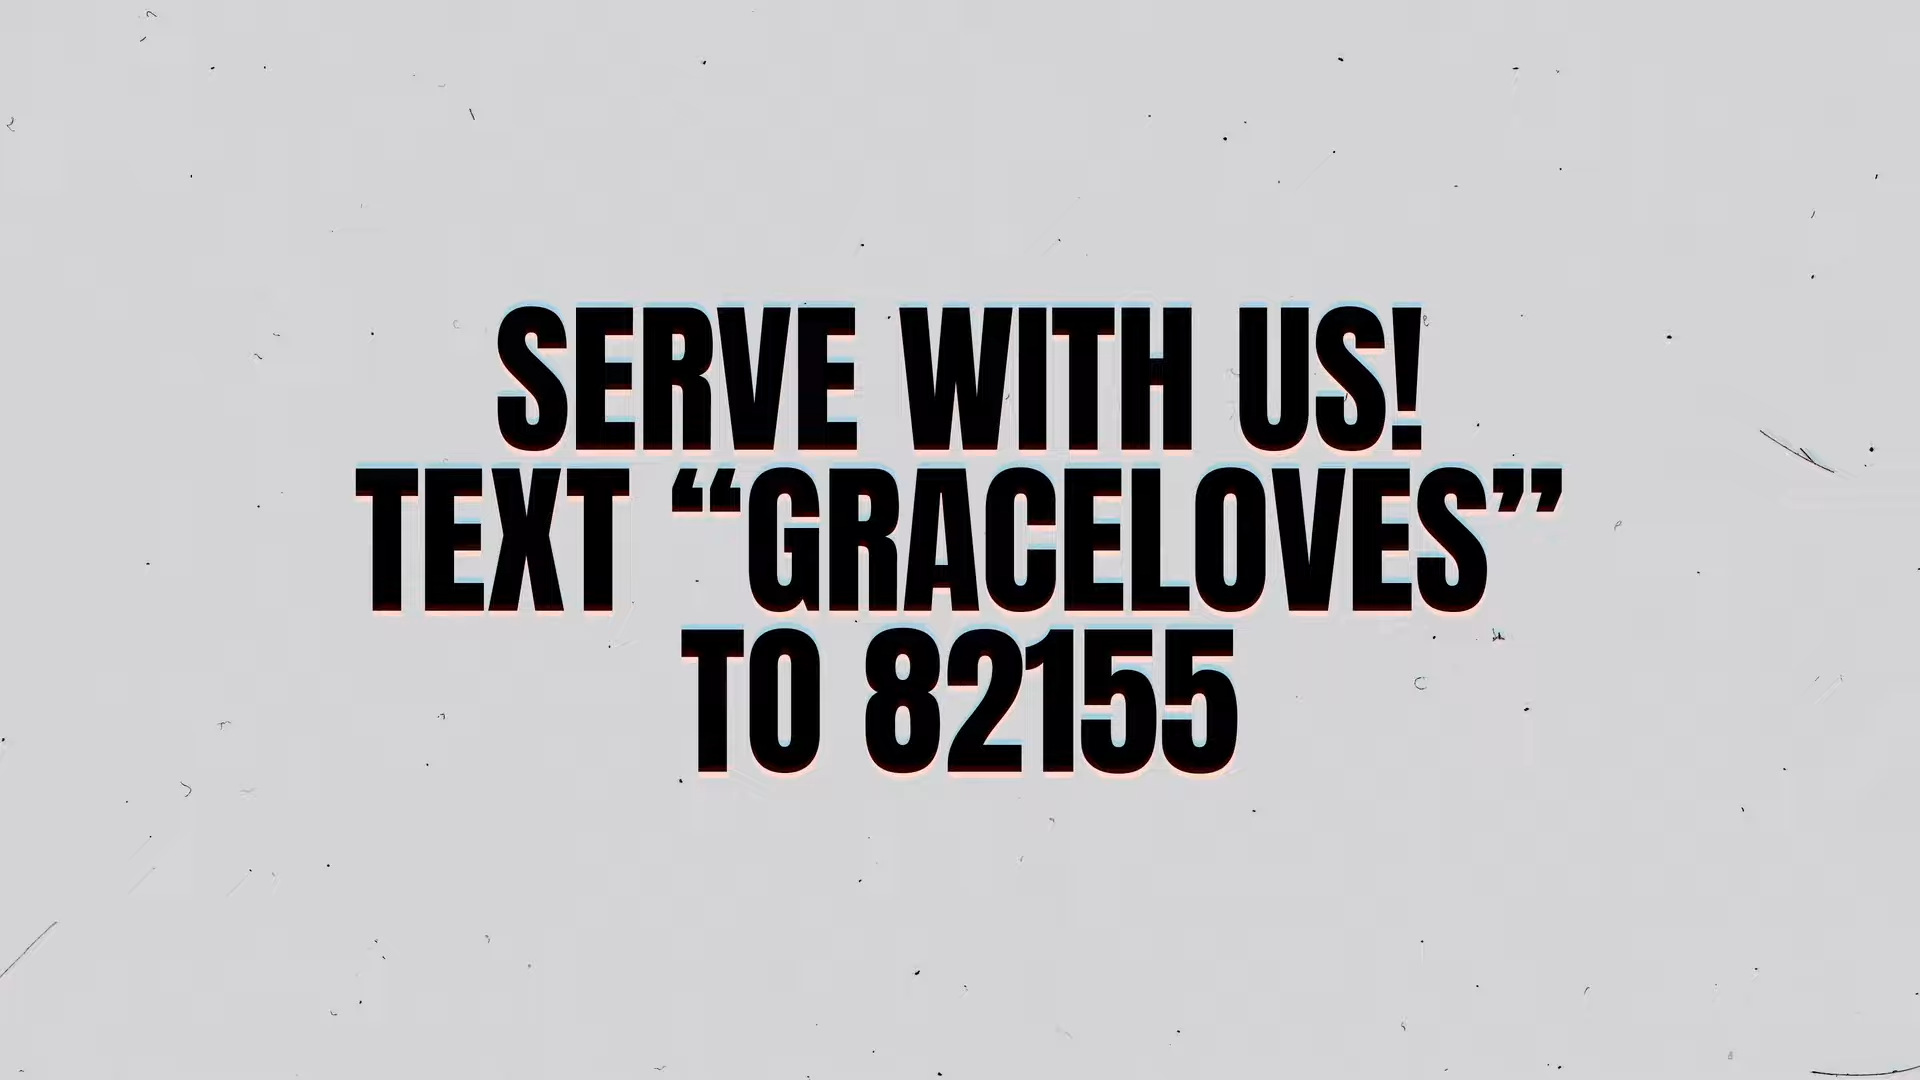 SERVE WITH US!
TEXT “GRACELOVES”
TO 82155